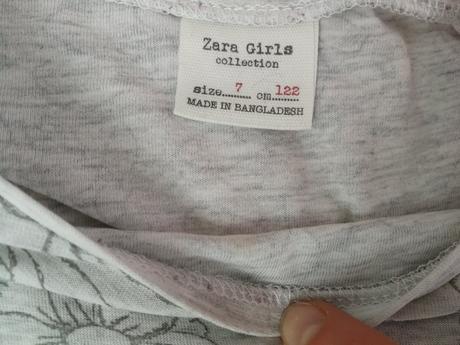 Zara Girls
collection
size......7...... cm...122......
MADE IN BANGLADESH